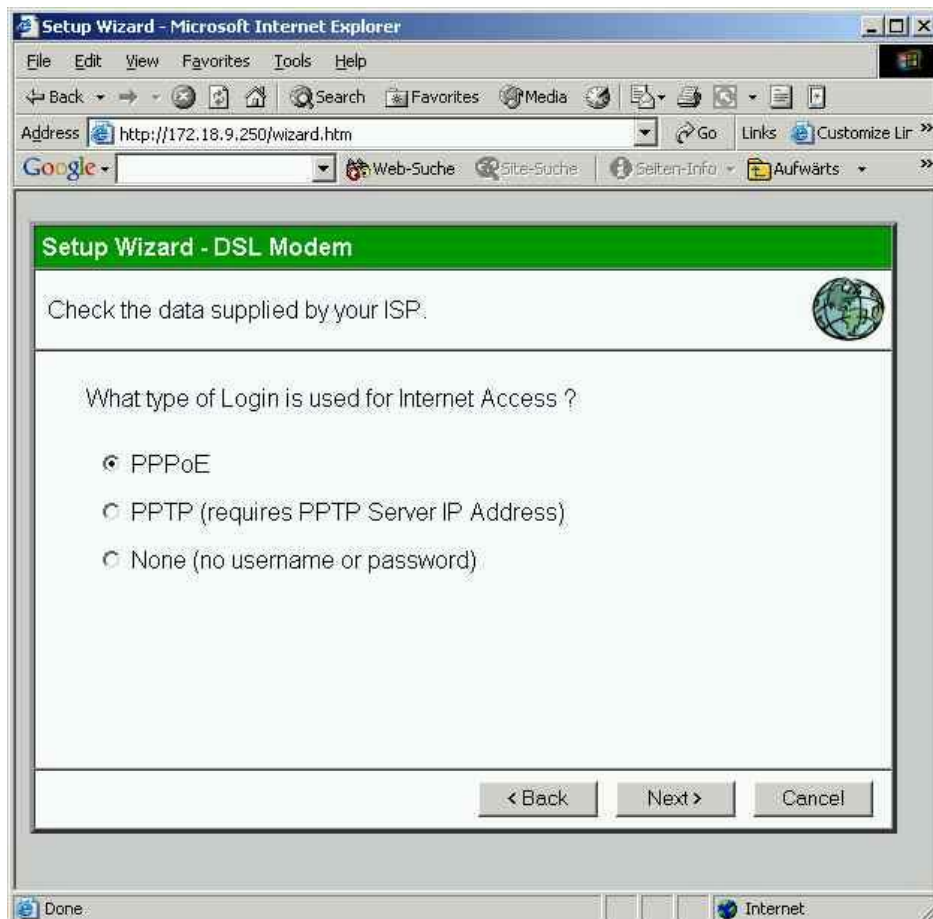 Setup Wizard - Microsoft Internet Explorer
File Edit View Favorites Tools Help
Back Search Favorites Media
Address http://172.18.9.250/wizard.htm Go Links Customize Lir »
Google Web-Suche Site-Suche Seiten-Info Aufwärts »
Setup Wizard - DSL Modem
Check the data supplied by your ISP.
What type of Login is used for Internet Access ?
PPPoE
PPTP (requires PPTP Server IP Address)
None (no username or password)
< Back Next > Cancel
Done Internet